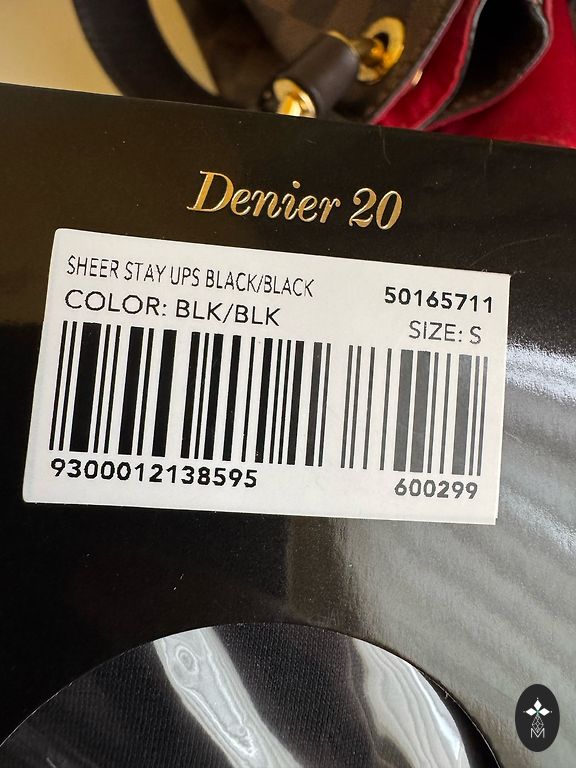 Denier 20
SHEER STAY UPS BLACK/BLACK
50165711
COLOR: BLK/BLK
SIZE: S
9300012138595
600299
M